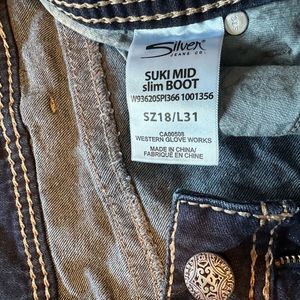 Silver
JEANS CO.
SUKI MID
slim BOOT
W93620SPI366 1001356
SZ18/L31
CA00508
WESTERN GLOVE WORKS
MADE IN CHINA/
FABRIQUÉ EN CHINE